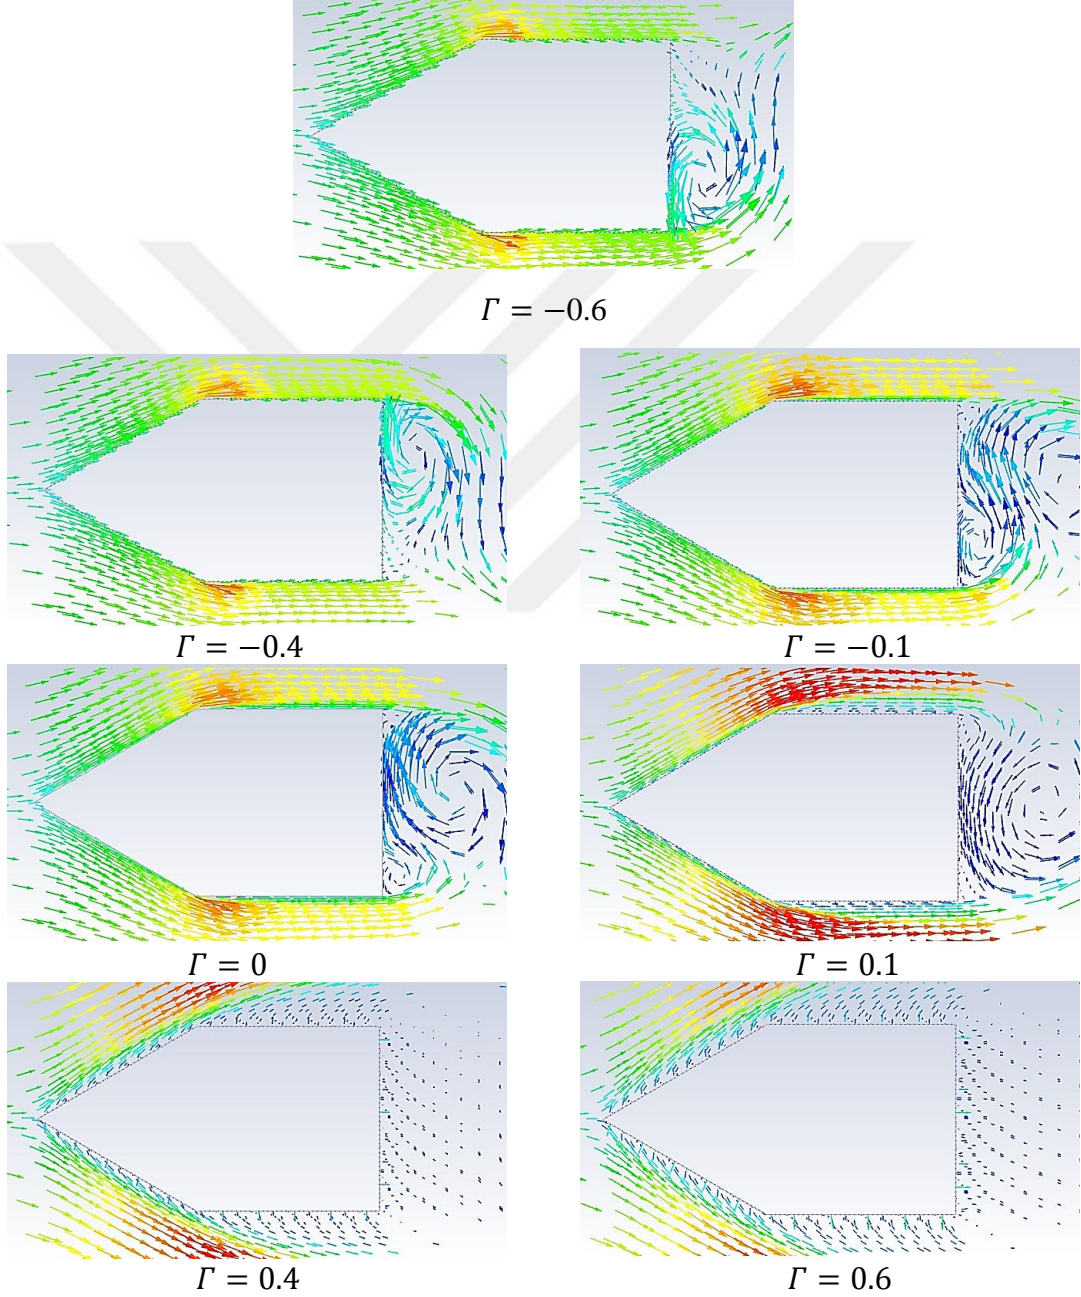 Γ = −0.6
Γ = −0.4
Γ = −0.1
Γ = 0
Γ = 0.1
Γ = 0.4
Γ = 0.6